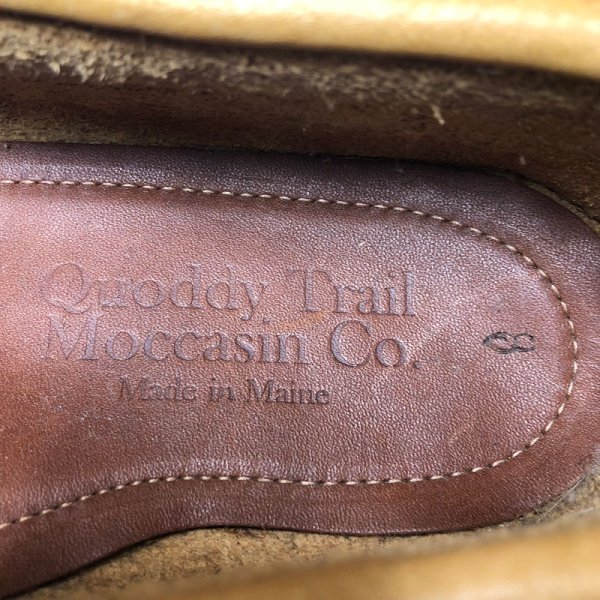 Quoddy Trail
Moccasin Co.
Made in Maine
8